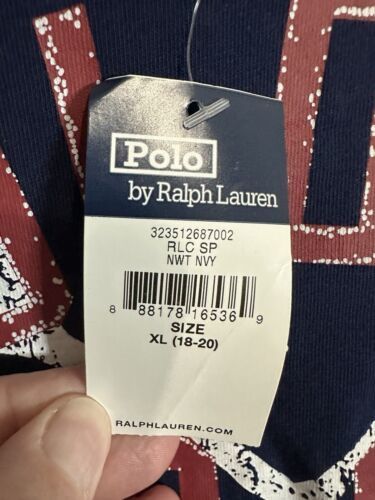 Polo
by Ralph Lauren
323512687002
RLC SP
NWT NVY
8 88178 16536 9
SIZE
XL (18-20)
RALPHLAUREN.COM